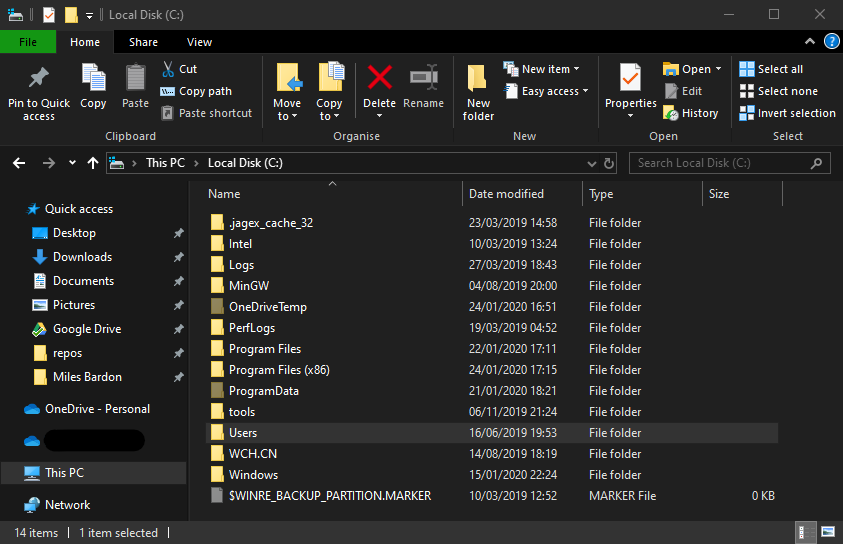 Local Disk (C:)
File Home Share View
Pin to Quick access
Copy
Paste
Cut
Copy path
Paste shortcut
Clipboard
Move to
Copy to
Delete
Rename
Organise
New folder
New item
Easy access
New
Properties
Open
Edit
History
Open
Select all
Select none
Invert selection
Select
This PC > Local Disk (C:)
Search Local Disk (C:)
Quick access
Desktop
Downloads
Documents
Pictures
Google Drive
repos
Miles Bardon
OneDrive - Personal
This PC
Network
Name Date modified Type Size
.jagex_cache_32 23/03/2019 14:58 File folder
Intel 10/03/2019 13:24 File folder
Logs 27/03/2019 18:43 File folder
MinGW 04/08/2019 20:00 File folder
OneDriveTemp 24/01/2020 16:51 File folder
PerfLogs 19/03/2019 04:52 File folder
Program Files 22/01/2020 17:11 File folder
Program Files (x86) 24/01/2020 17:15 File folder
ProgramData 21/01/2020 18:21 File folder
tools 06/11/2019 21:24 File folder
Users 16/06/2019 19:53 File folder
WCH.CN 14/08/2019 18:19 File folder
Windows 15/01/2020 22:24 File folder
$WINRE_BACKUP_PARTITION.MARKER 10/03/2019 12:52 MARKER File 0 KB
14 items 1 item selected